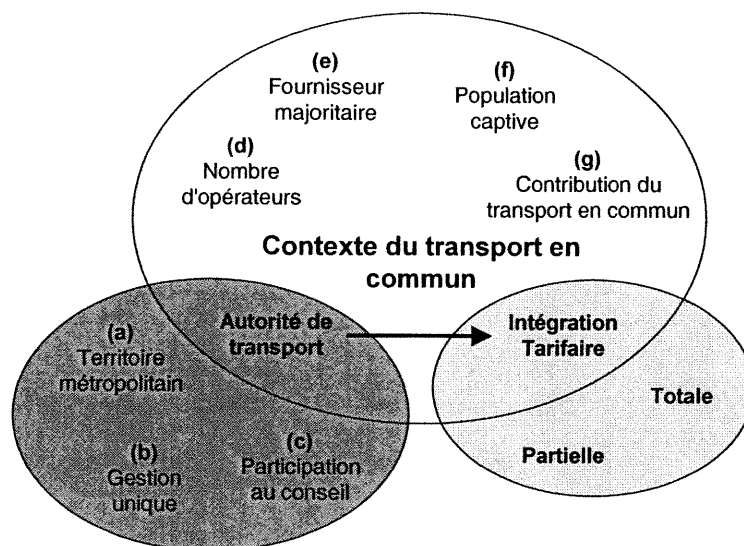 (e)
Fournisseur
majoritaire
(f)
Population
captive
(d)
Nombre
d'opérateurs
(g)
Contribution du
transport en commun
Contexte du transport en
commun
(a)
Territoire
métropolitain
Autorité de
transport
Intégration
Tarifaire
Totale
Partielle
(b)
Gestion
unique
(c)
Participation
au conseil